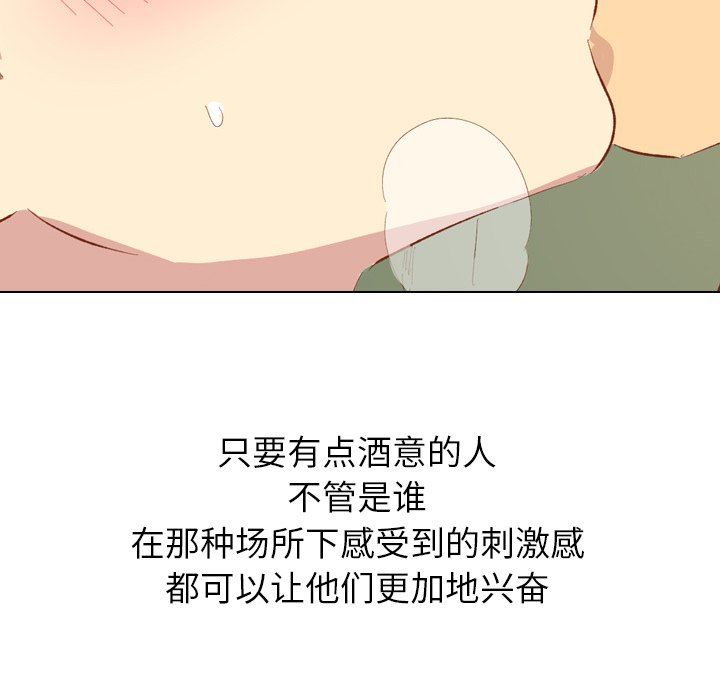 只要有点酒意的人
不管是谁
在那种场所下感受到的刺激感
都可以让他们更加地兴奋